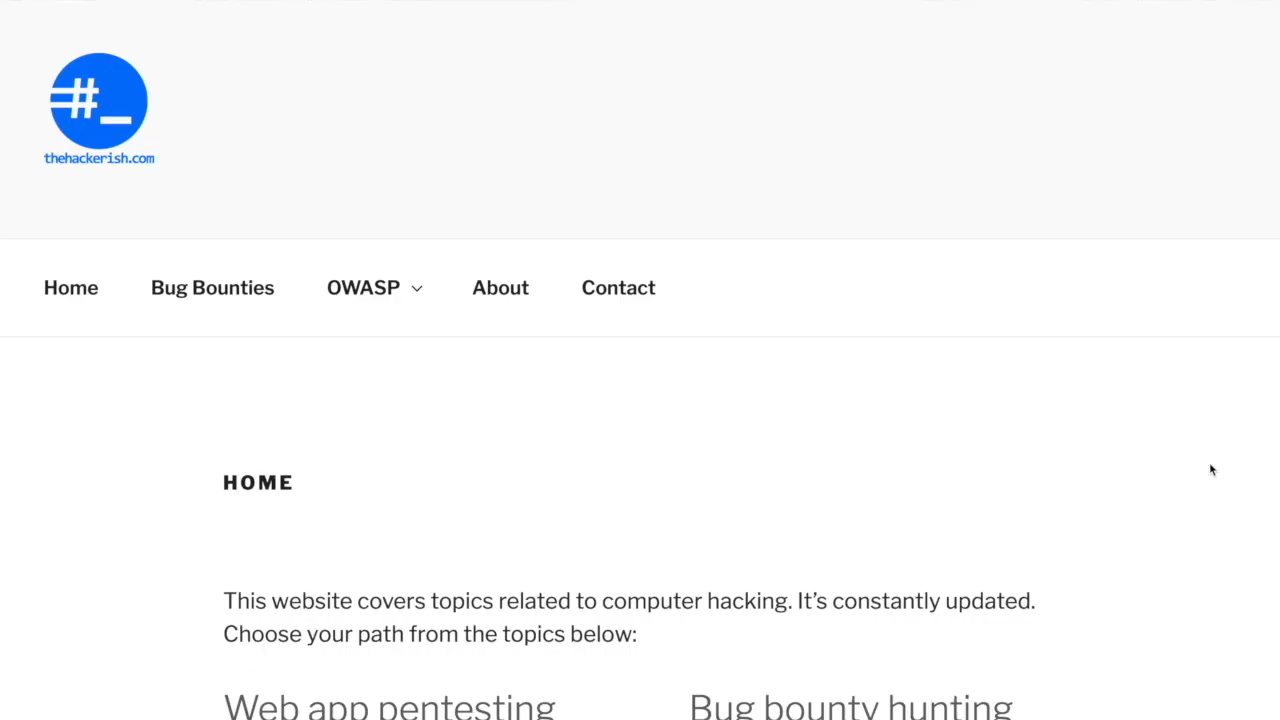 #_
thehackerish.com
Home Bug Bounties OWASP About Contact
HOME
This website covers topics related to computer hacking. It’s constantly updated.
Choose your path from the topics below:
Web app pentesting Bug bounty hunting